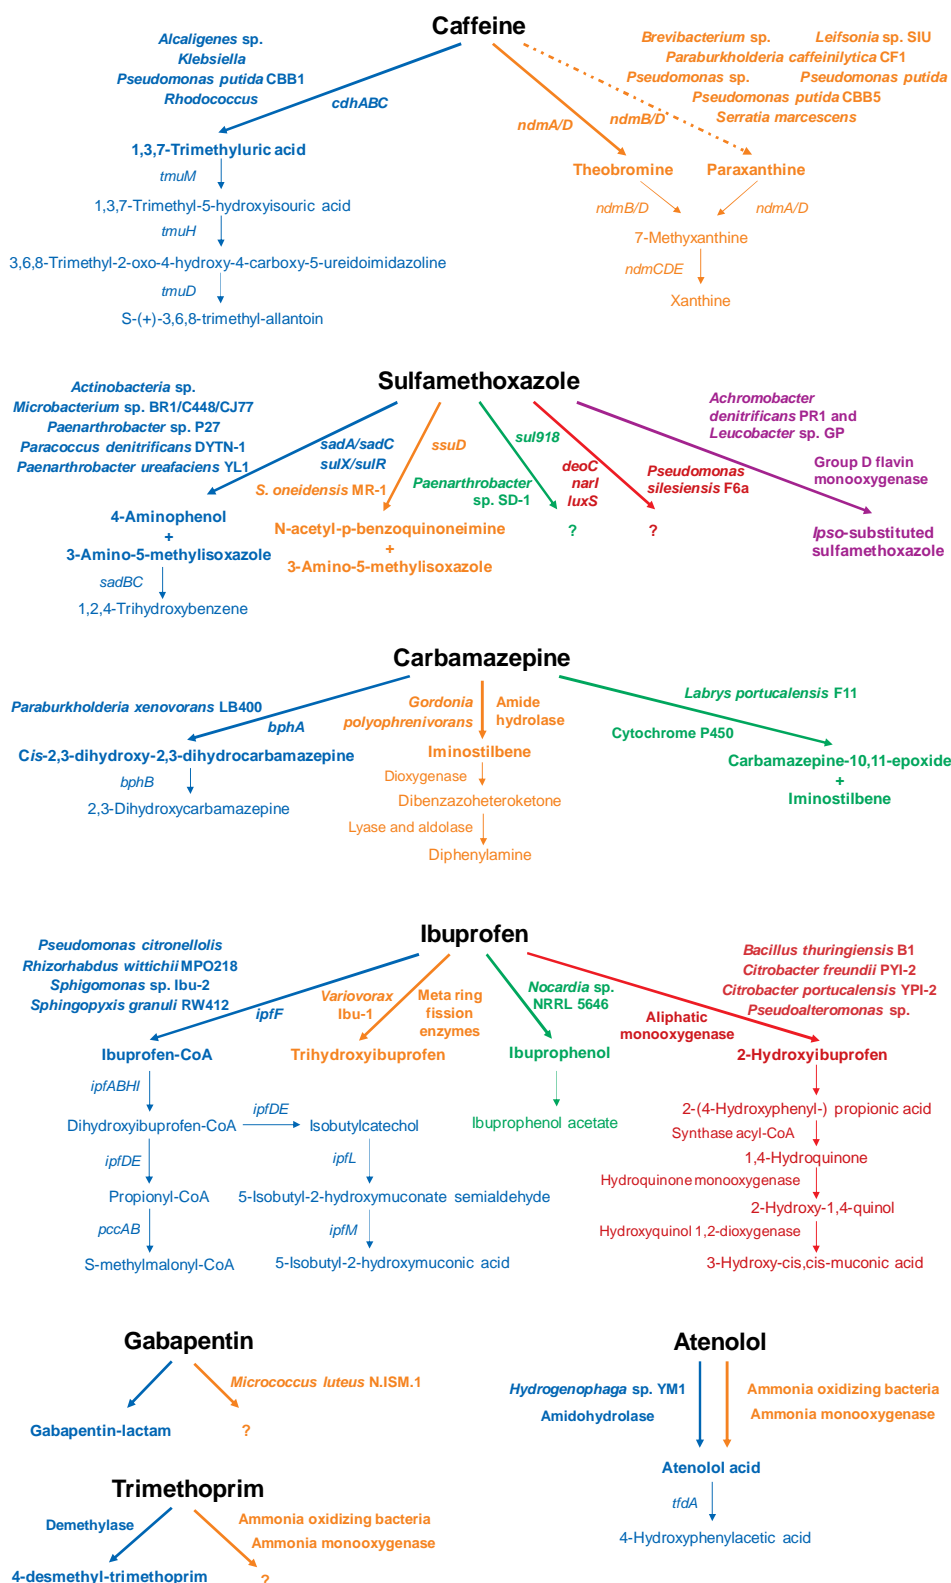 Caffeine
Alcaligenes sp.
Klebsiella
Pseudomonas putida CBB1
Rhodococcus
cdhABC
ndmA/D
ndmB/D
Brevibacterium sp. Leifsonia sp. SIU
Paraburkholderia caffeinilytica CF1
Pseudomonas sp. Pseudomonas putida
Pseudomonas putida CBB5
Serratia marcescens
1,3,7-Trimethyluric acid
tmuM
1,3,7-Trimethyl-5-hydroxyisouric acid
tmuH
3,6,8-Trimethyl-2-oxo-4-hydroxy-4-carboxy-5-ureidoimidazoline
tmuD
S-(+)-3,6,8-trimethyl-allantoin
Theobromine
Paraxanthine
ndmB/D
ndmA/D
7-Methyxanthine
ndmCDE
Xanthine
Sulfamethoxazole
Actinobacteria sp.
Microbacterium sp. BR1/C448/CJ77
Paenarthrobacter sp. P27
Paracoccus denitrificans DYTN-1
Paenarthrobacter ureafaciens YL1
sadA/sadC
sulX/sulR
4-Aminophenol
+
3-Amino-5-methylisoxazole
sadBC
1,2,4-Trihydroxybenzene
ssuD
S. oneidensis MR-1
N-acetyl-p-benzoquinoneimine
+
3-Amino-5-methylisoxazole
sul918
Paenarthrobacter
sp. SD-1
?
deoC
narI
luxS
Pseudomonas
silesiensis F6a
?
Achromobacter
denitrificans PR1 and
Leucobacter sp. GP
Group D flavin
monooxygenase
Ipso-substituted
sulfamethoxazole
Carbamazepine
Paraburkholderia xenovorans LB400
bphA
Cis-2,3-dihydroxy-2,3-dihydrocarbamazepine
bphB
2,3-Dihydroxycarbamazepine
Gordonia
polyophrenivorans
Amide
hydrolase
Iminostilbene
Dioxygenase
Dibenzazoheteroketone
Lyase and aldolase
Diphenylamine
Labrys portucalensis F11
Cytochrome P450
Carbamazepine-10,11-epoxide
+
Iminostilbene
Ibuprofen
Pseudomonas citronellolis
Rhizorhabdus wittichii MPO218
Sphigomonas sp. Ibu-2
Sphingopyxis granuli RW412
ipfF
Ibuprofen-CoA
ipfABHI
Dihydroxyibuprofen-CoA
ipfDE
Isobutylcatechol
ipfDE
ipfL
Propionyl-CoA
5-Isobutyl-2-hydroxymuconate semialdehyde
pccAB
ipfM
S-methylmalonyl-CoA
5-Isobutyl-2-hydroxymuconic acid
Variovorax
Ibu-1
Meta ring
fission
enzymes
Trihydroxyibuprofen
Nocardia sp.
NRRL 5646
Ibuprophenol
Ibuprophenol acetate
Bacillus thuringiensis B1
Citrobacter freundii PYI-2
Citrobacter portucalensis YPI-2
Pseudoalteromonas sp.
Aliphatic
monooxygenase
2-Hydroxyibuprofen
2-(4-Hydroxyphenyl-) propionic acid
Synthase acyl-CoA
1,4-Hydroquinone
Hydroquinone monooxygenase
2-Hydroxy-1,4-quinol
Hydroxyquinol 1,2-dioxygenase
3-Hydroxy-cis,cis-muconic acid
Gabapentin
Micrococcus luteus N.ISM.1
Gabapentin-lactam
?
Atenolol
Hydrogenophaga sp. YM1
Amidohydrolase
Ammonia oxidizing bacteria
Ammonia monooxygenase
Atenolol acid
tfdA
4-Hydroxyphenylacetic acid
Trimethoprim
Demethylase
Ammonia oxidizing bacteria
Ammonia monooxygenase
4-desmethyl-trimethoprim
?